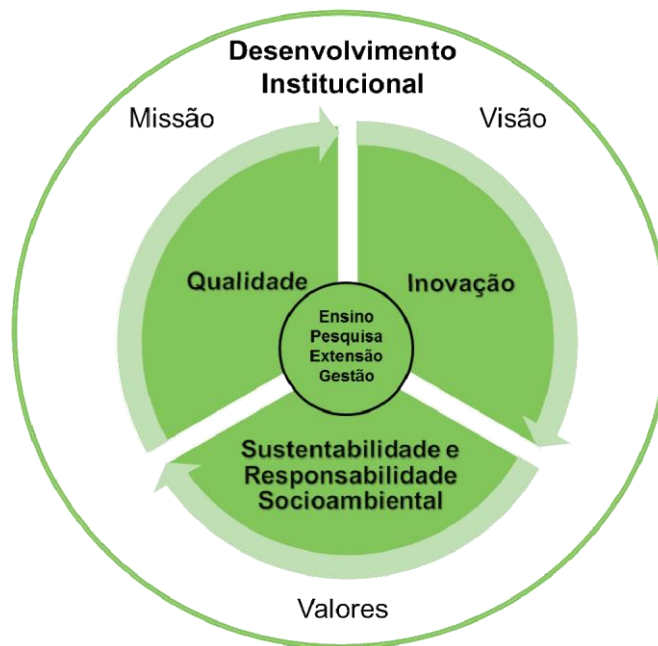 Desenvolvimento
Institucional
Missão
Visão
Qualidade
Inovação
Ensino
Pesquisa
Extensão
Gestão
Sustentabilidade e
Responsabilidade
Socioambiental
Valores